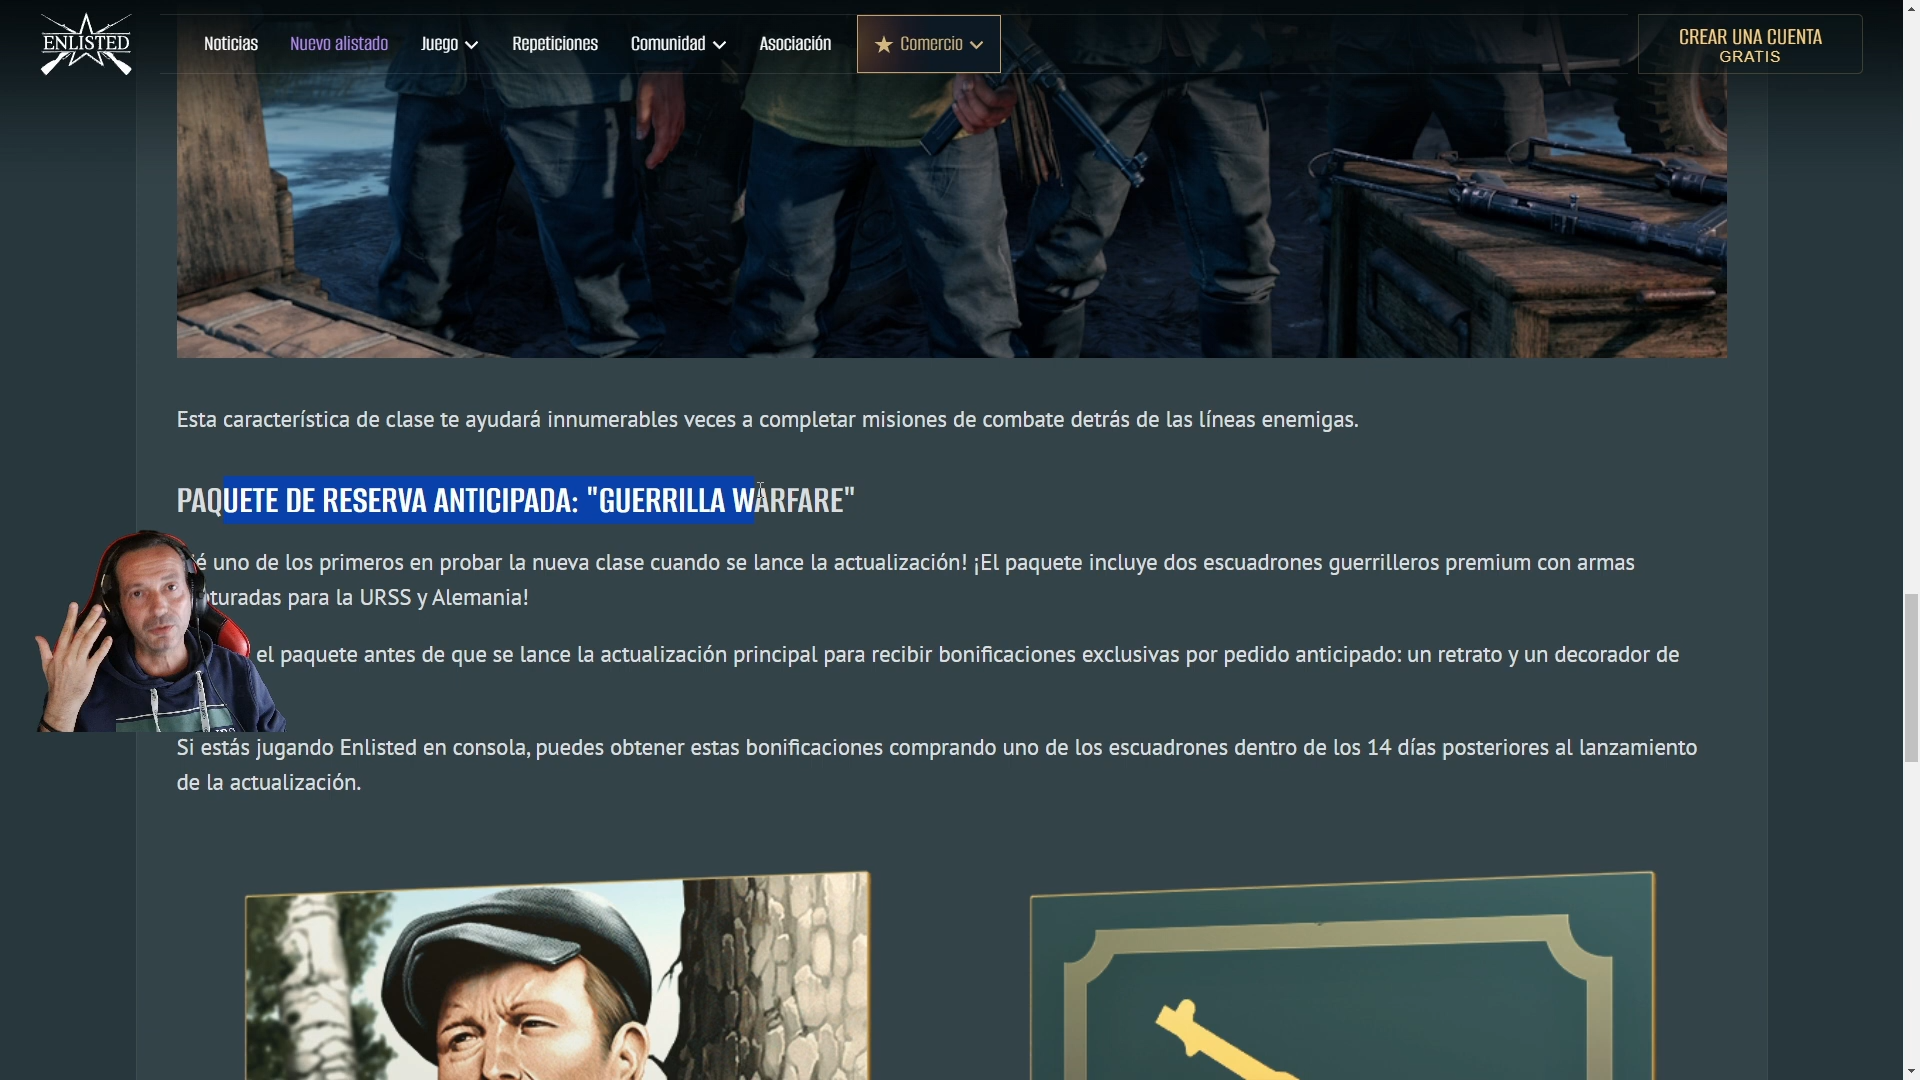 ENLISTED
Noticias
Nuevo alistado
Juego
Repeticiones
Comunidad
Asociación
Comercio
CREAR UNA CUENTA
GRATIS
Esta característica de clase te ayudará innumerables veces a completar misiones de combate detrás de las líneas enemigas.
PAQUETE DE RESERVA ANTICIPADA: "GUERRILLA WARFARE"
uno de los primeros en probar la nueva clase cuando se lance la actualización! ¡El paquete incluye dos escuadrones guerrilleros premium con armas
para la URSS y Alemania!
el paquete antes de que se lance la actualización principal para recibir bonificaciones exclusivas por pedido anticipado: un retrato y un decorador de
Si estás jugando Enlisted en consola, puedes obtener estas bonificaciones comprando uno de los escuadrones dentro de los 14 días posteriores al lanzamiento
de la actualización.